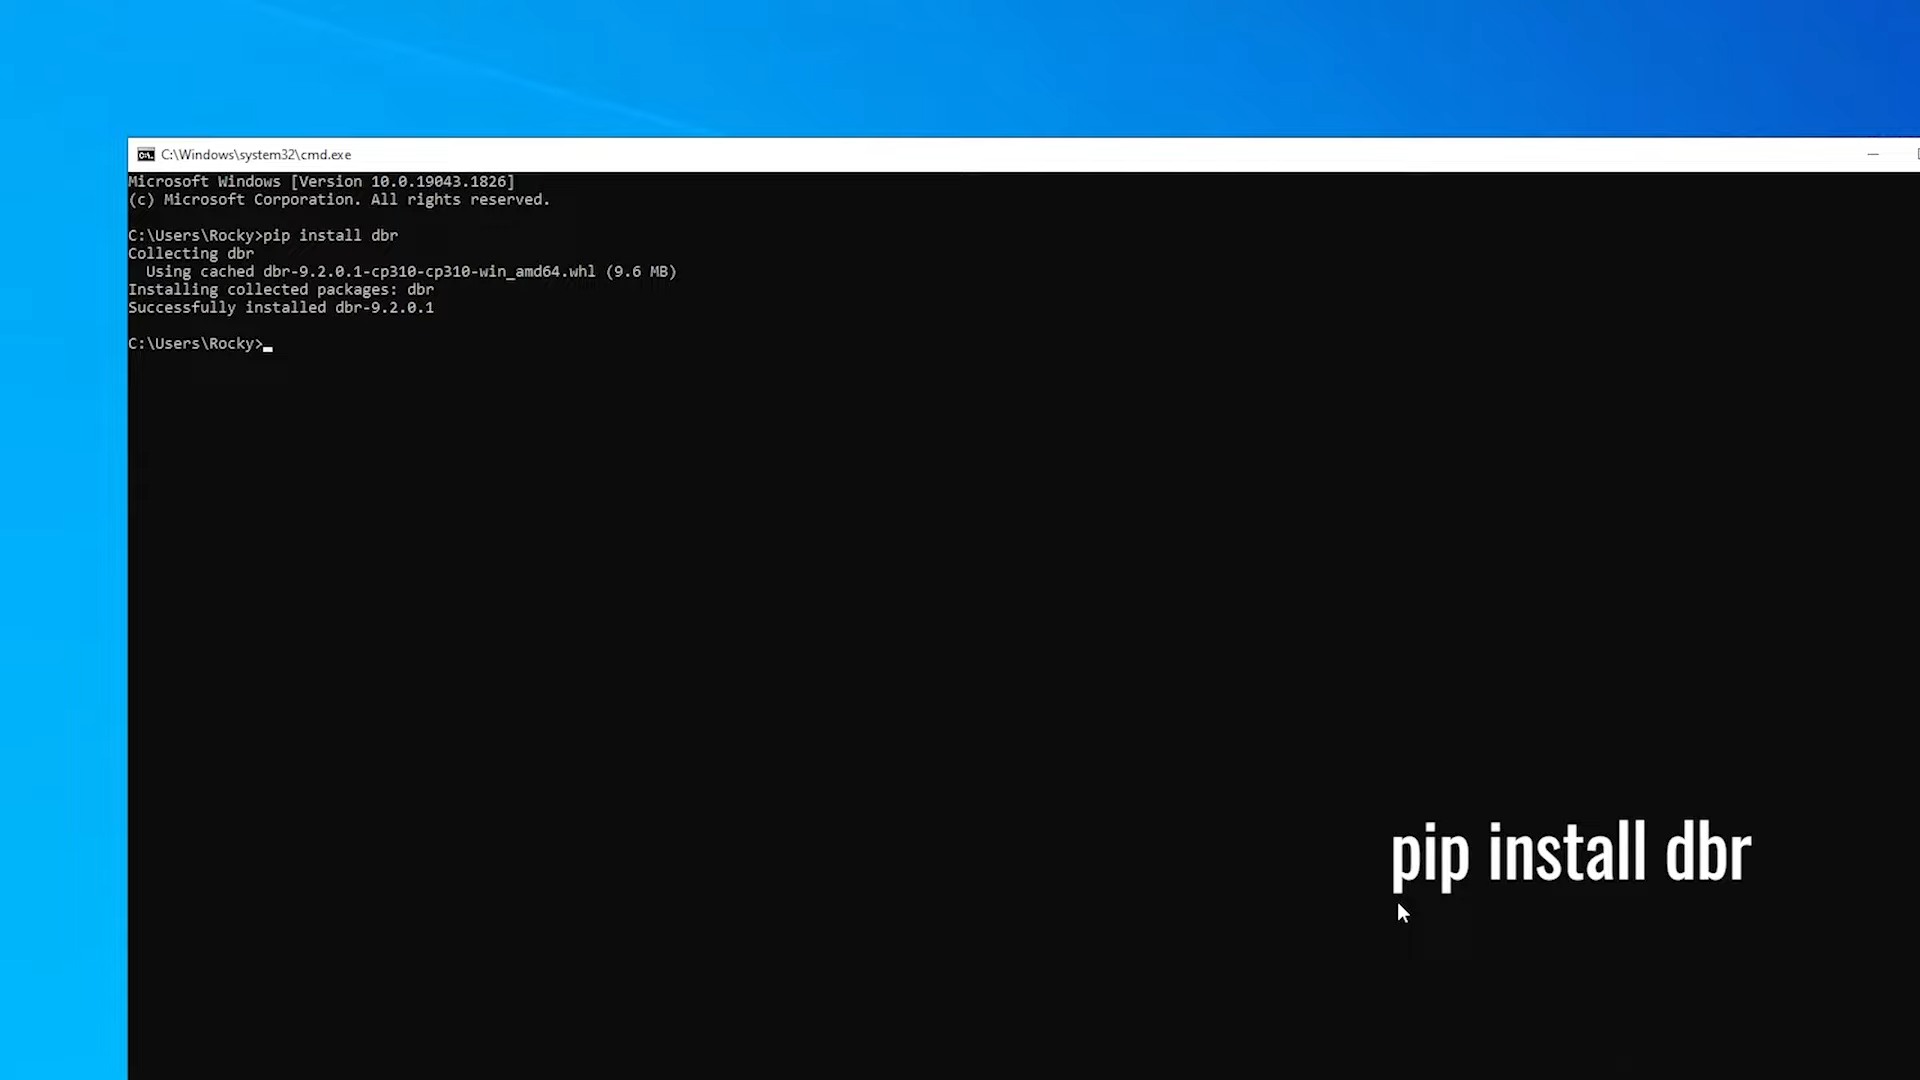 C:\Windows\system32\cmd.exe
Microsoft Windows [Version 10.0.19043.1826]
(c) Microsoft Corporation. All rights reserved.
C:\Users\Rocky>pip install dbr
Collecting dbr
Using cached dbr-9.2.0.1-cp310-cp310-win_amd64.whl (9.6 MB)
Installing collected packages: dbr
Successfully installed dbr-9.2.0.1
C:\Users\Rocky>
pip install dbr